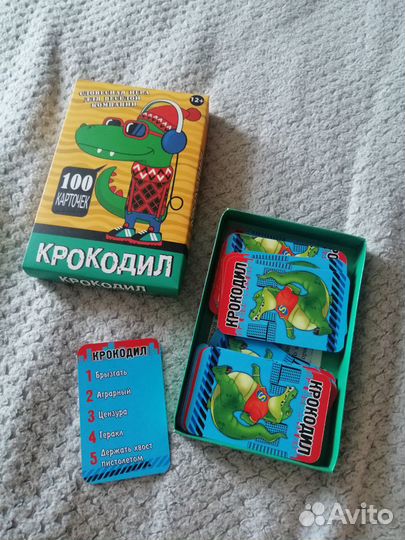 СЛОВЕСНАЯ ИГРА
ДЛЯ ВЕСЕЛОЙ
КОМПАНИИ
12+
100
КАРТОЧЕК
КРОКОДИЛ
КРОКОДИЛ
КРОКОДИЛ
КРОКОДИЛ
КРОКОДИЛ
1 Брызгать
2 Аграрный
3 Цензура
4 Геракл
5 Держать хвост
пистолетом
Avito